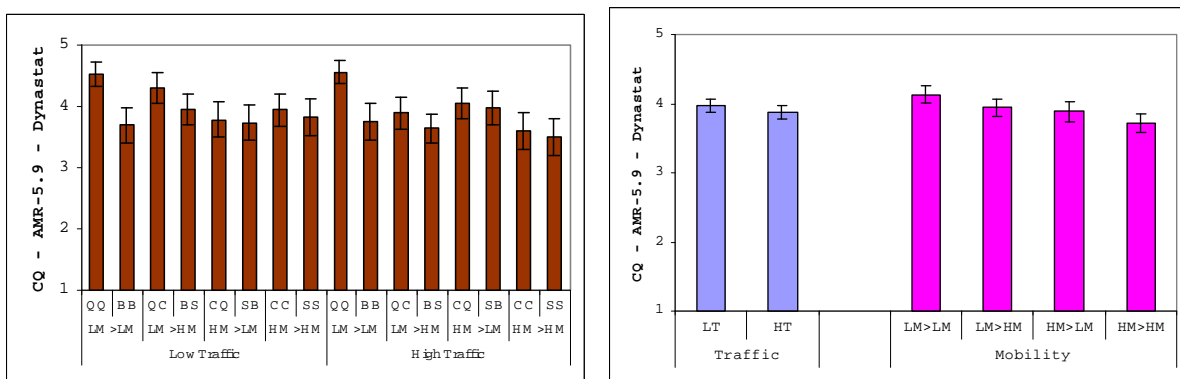 CQ - AMR-5.9 - Dynastat
5
4
3
2
1
QQ BB QC BS CQ SB CC SS QQ BB QC BS CQ SB CC SS
LM >LM LM >HM HM >LM HM >HM LM >LM LM >HM HM >LM HM >HM
Low Traffic High Traffic
CQ - AMR-5.9 - Dynastat
5
4
3
2
1
LT HT LM>LM LM>HM HM>LM HM>HM
Traffic Mobility